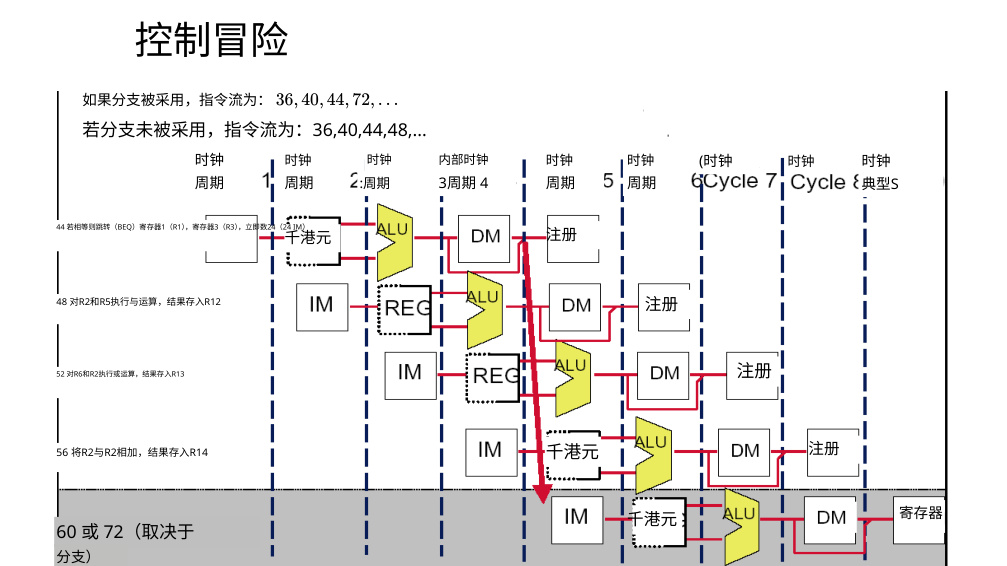 控制冒险
如果分支被采用，指令流为： 36, 40, 44, 72, . . .
若分支未被采用，指令流为：36,40,44,48,...
时钟 时钟 时钟 内部时钟 时钟 时钟 (时钟 时钟 时钟
周期 1 周期 2 :周期 3周期 4 周期 5 周期 6 Cycle 7 Cycle 8 典型S
44 若相等则跳转（BEQ）寄存器1（R1），寄存器3（R3），立即数24（24 IM）
千港元 ALU DM 注册
48 对R2和R5执行与运算，结果存入R12
IM REG ALU DM 注册
52 对R6和R2执行或运算，结果存入R13
IM REG ALU DM 注册
56 将R2与R2相加，结果存入R14
IM 千港元 ALU DM 注册
60 或 72（取决于
分支）
IM 千港元 ALU DM 寄存器